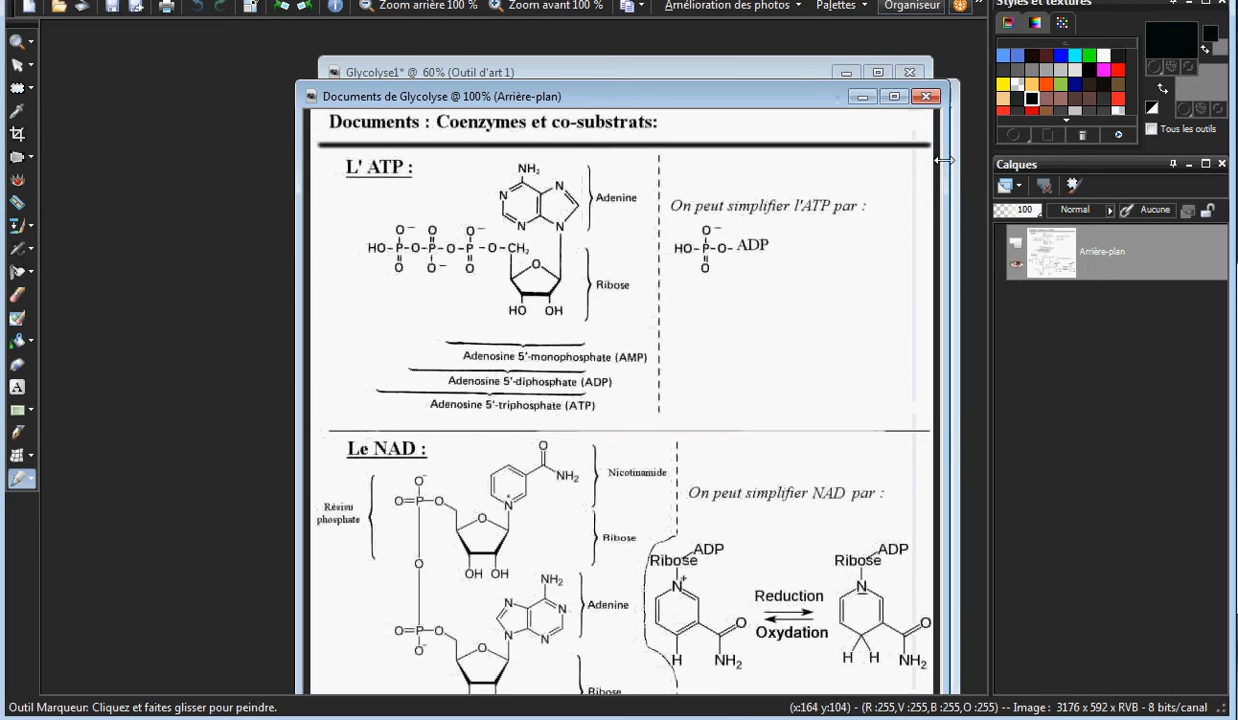 Zoom arrière 100 % Zoom avant 100 % Amélioration des photos Palettes Organiseur
Styles et textures
Glycolyse1* @ 60% (Outil d'art 1)
Documents de Glycolyse @ 100% (Arrière-plan)
Tous les outils
Calques
100 Normal Aucune
Arrière-plan
Documents : Coenzymes et co-substrats:
L' ATP :
NH2
N N
N N
Adenine
On peut simplifier l'ATP par :
O- O O-
HO-P-O-P-O-P-O-CH2
O O- O
O
Ribose
HO OH
O-
HO-P-O- ADP
O
Adenosine 5'-monophosphate (AMP)
Adenosine 5'-diphosphate (ADP)
Adenosine 5'-triphosphate (ATP)
Le NAD :
O
NH2
N+
Nicotinamide
On peut simplifier NAD par :
Résisu
phosphate
O-
O=P-O
O
Ribose
OH OH
O
NH2
N N
N N
Adenine
O=P-O
O-
O
Ribose
Ribose ADP
N+
O
H NH2
Reduction
Oxydation
Ribose ADP
N
O
H H NH2
Outil Marqueur: Cliquez et faites glisser pour peindre.
(x:164 y:104) -- (R :255,V :255,B :255,O :255) -- Image : 3176 x 592 x RVB - 8 bits/canal